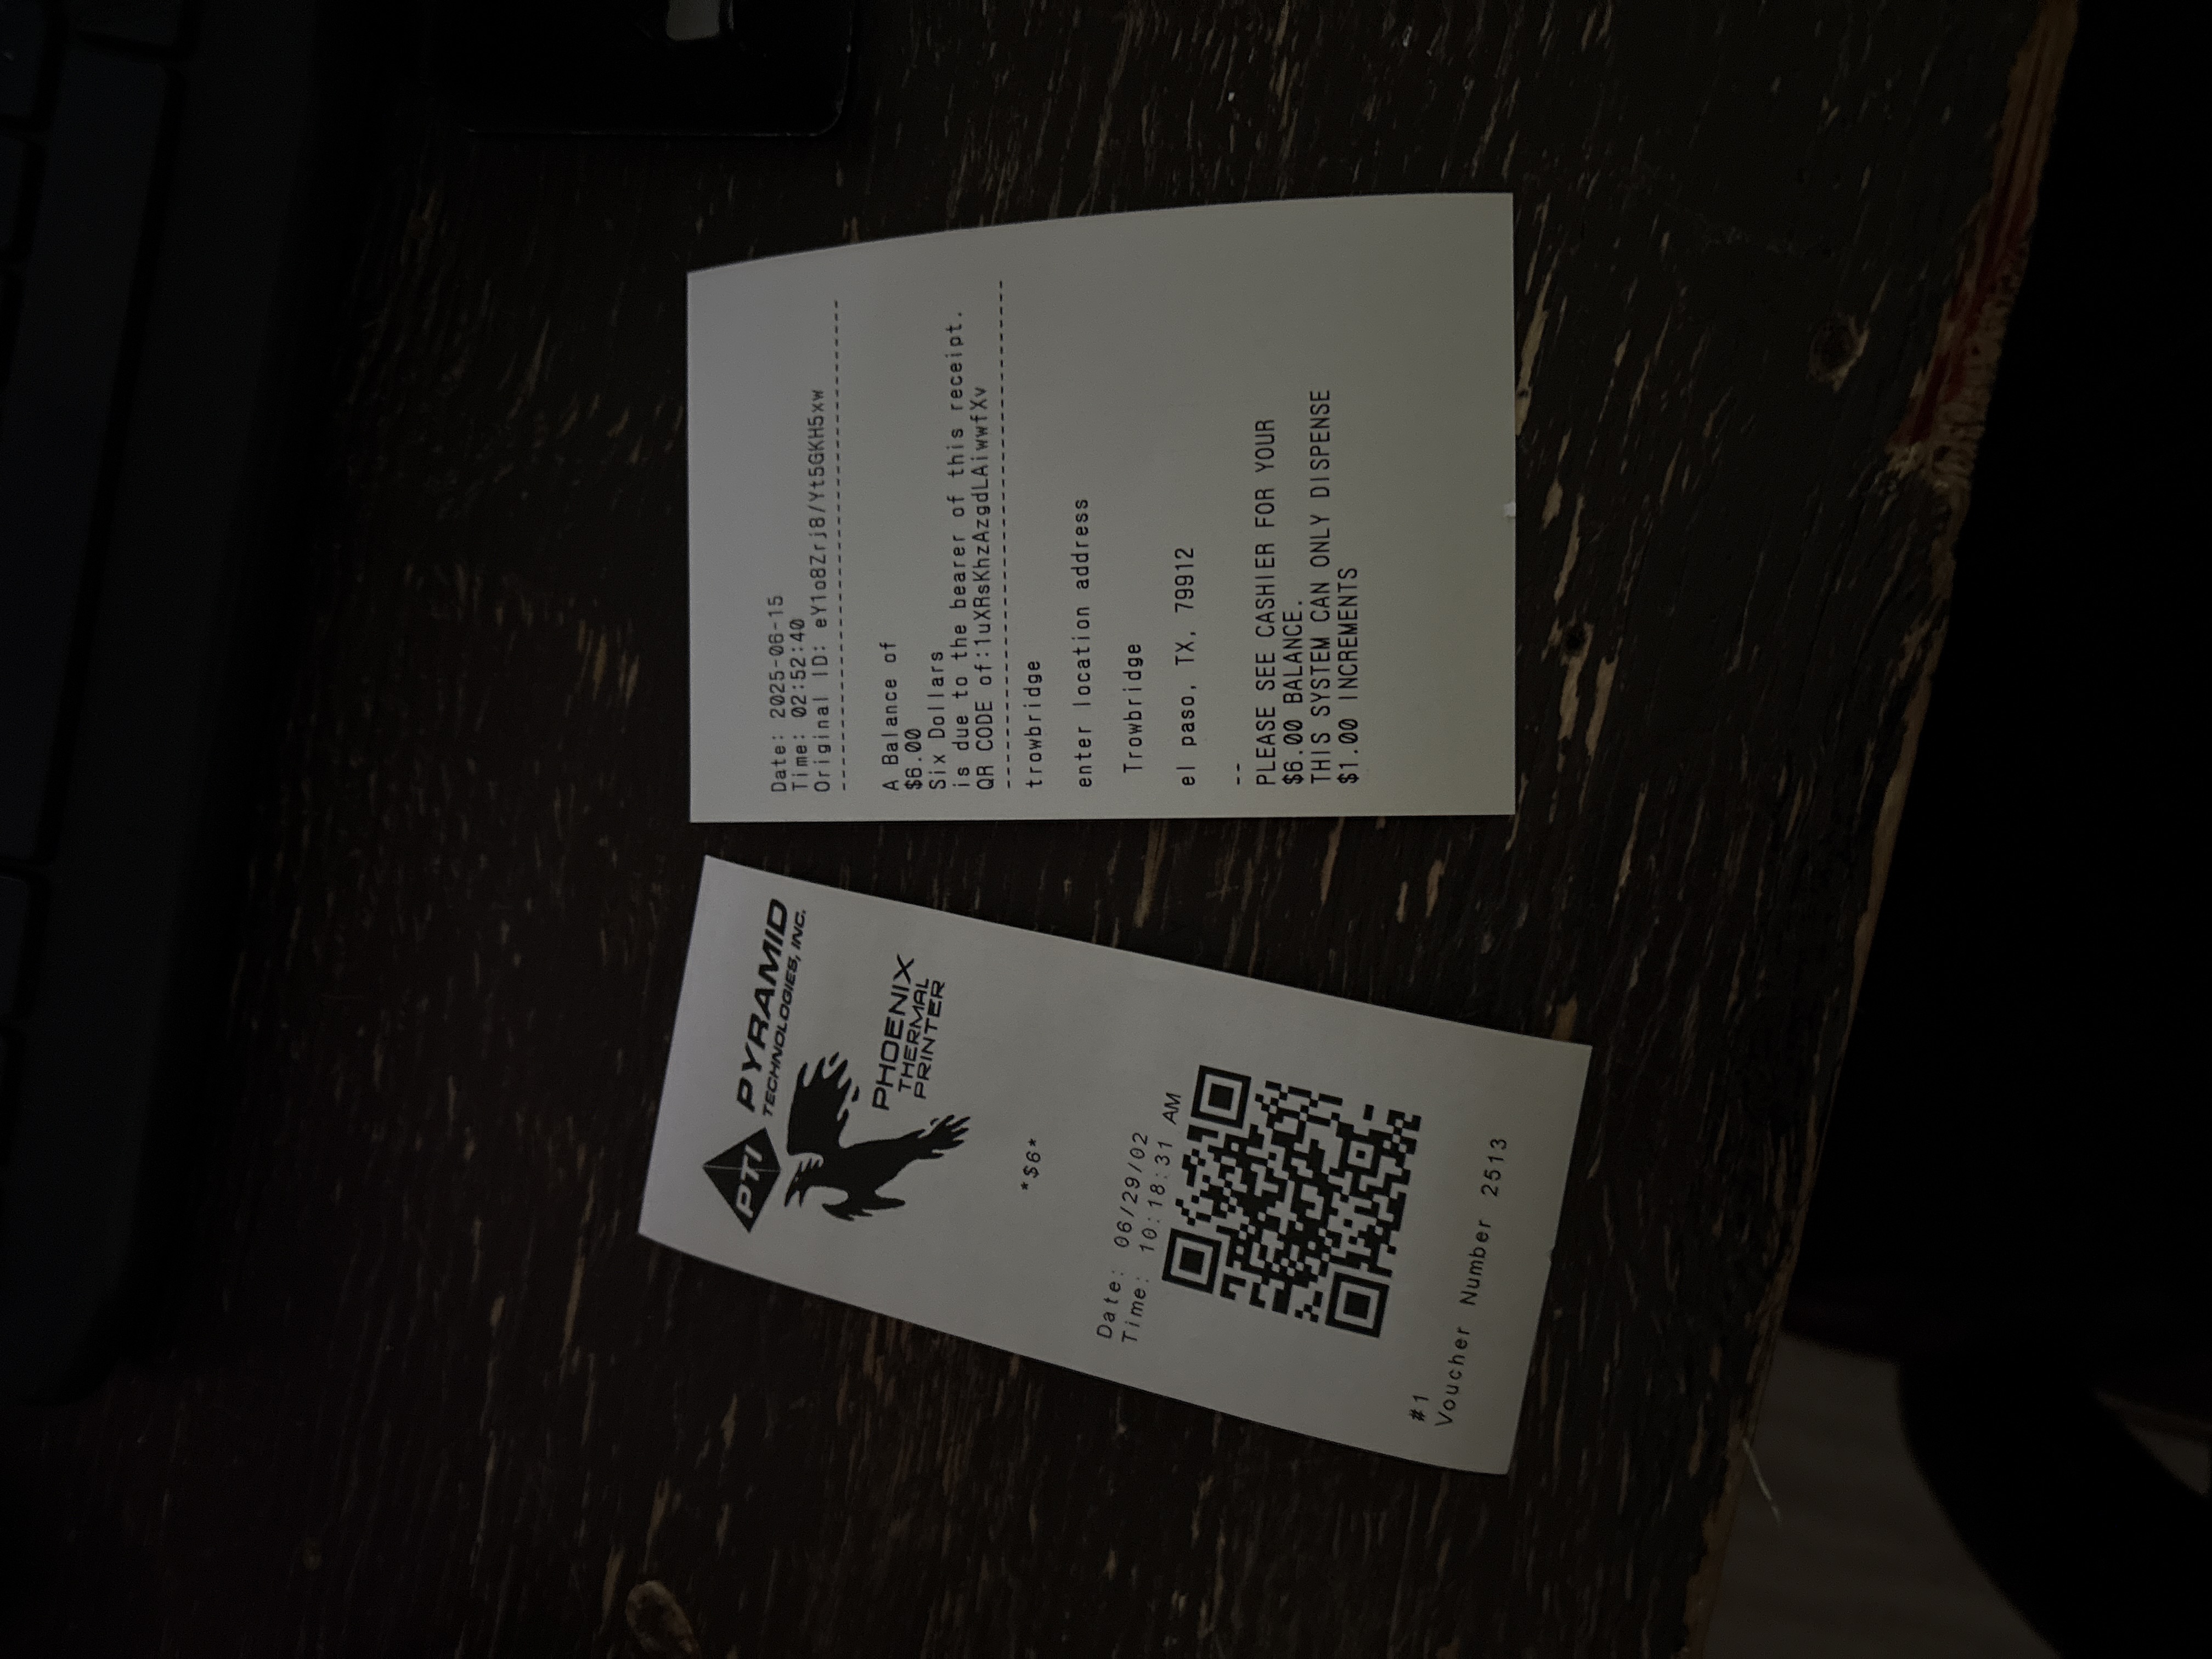 Date: 2025-06-15
Time: 02:52:40
Original ID: eY1o8Zrj8/Yt5GKH5xw
A Balance of
$6.00
Six Dollars
is due to the bearer of this receipt.
QR CODE of:1uXRsKhzAzgdLAiwwfXv
trowbridge
enter location address
Trowbridge
el paso, TX, 79912
--
PLEASE SEE CASHIER FOR YOUR
$6.00 BALANCE.
THIS SYSTEM CAN ONLY DISPENSE
$1.00 INCREMENTS
PTI PYRAMID
TECHNOLOGIES, INC.
PHOENIX
THERMAL
PRINTER
*$6*
Date: 06/29/02
Time: 10:18:31 AM
#1
Voucher Number 2513